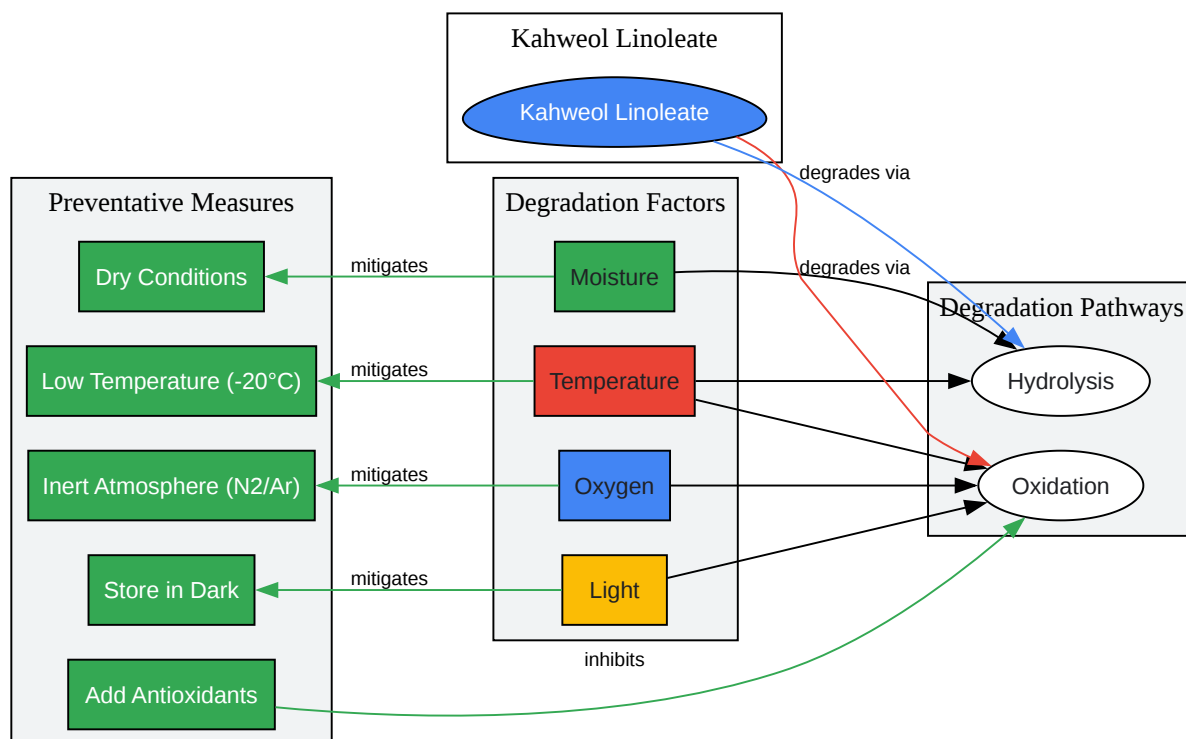 Kahweol Linoleate
Kahweol Linoleate
degrades via
Preventative Measures
Degradation Factors
Dry Conditions
mitigates
Moisture
degrades via
Degradation Pathways
Low Temperature (-20°C)
mitigates
Temperature
Hydrolysis
Inert Atmosphere (N2/Ar)
mitigates
Oxygen
Oxidation
Store in Dark
mitigates
Light
inhibits
Add Antioxidants